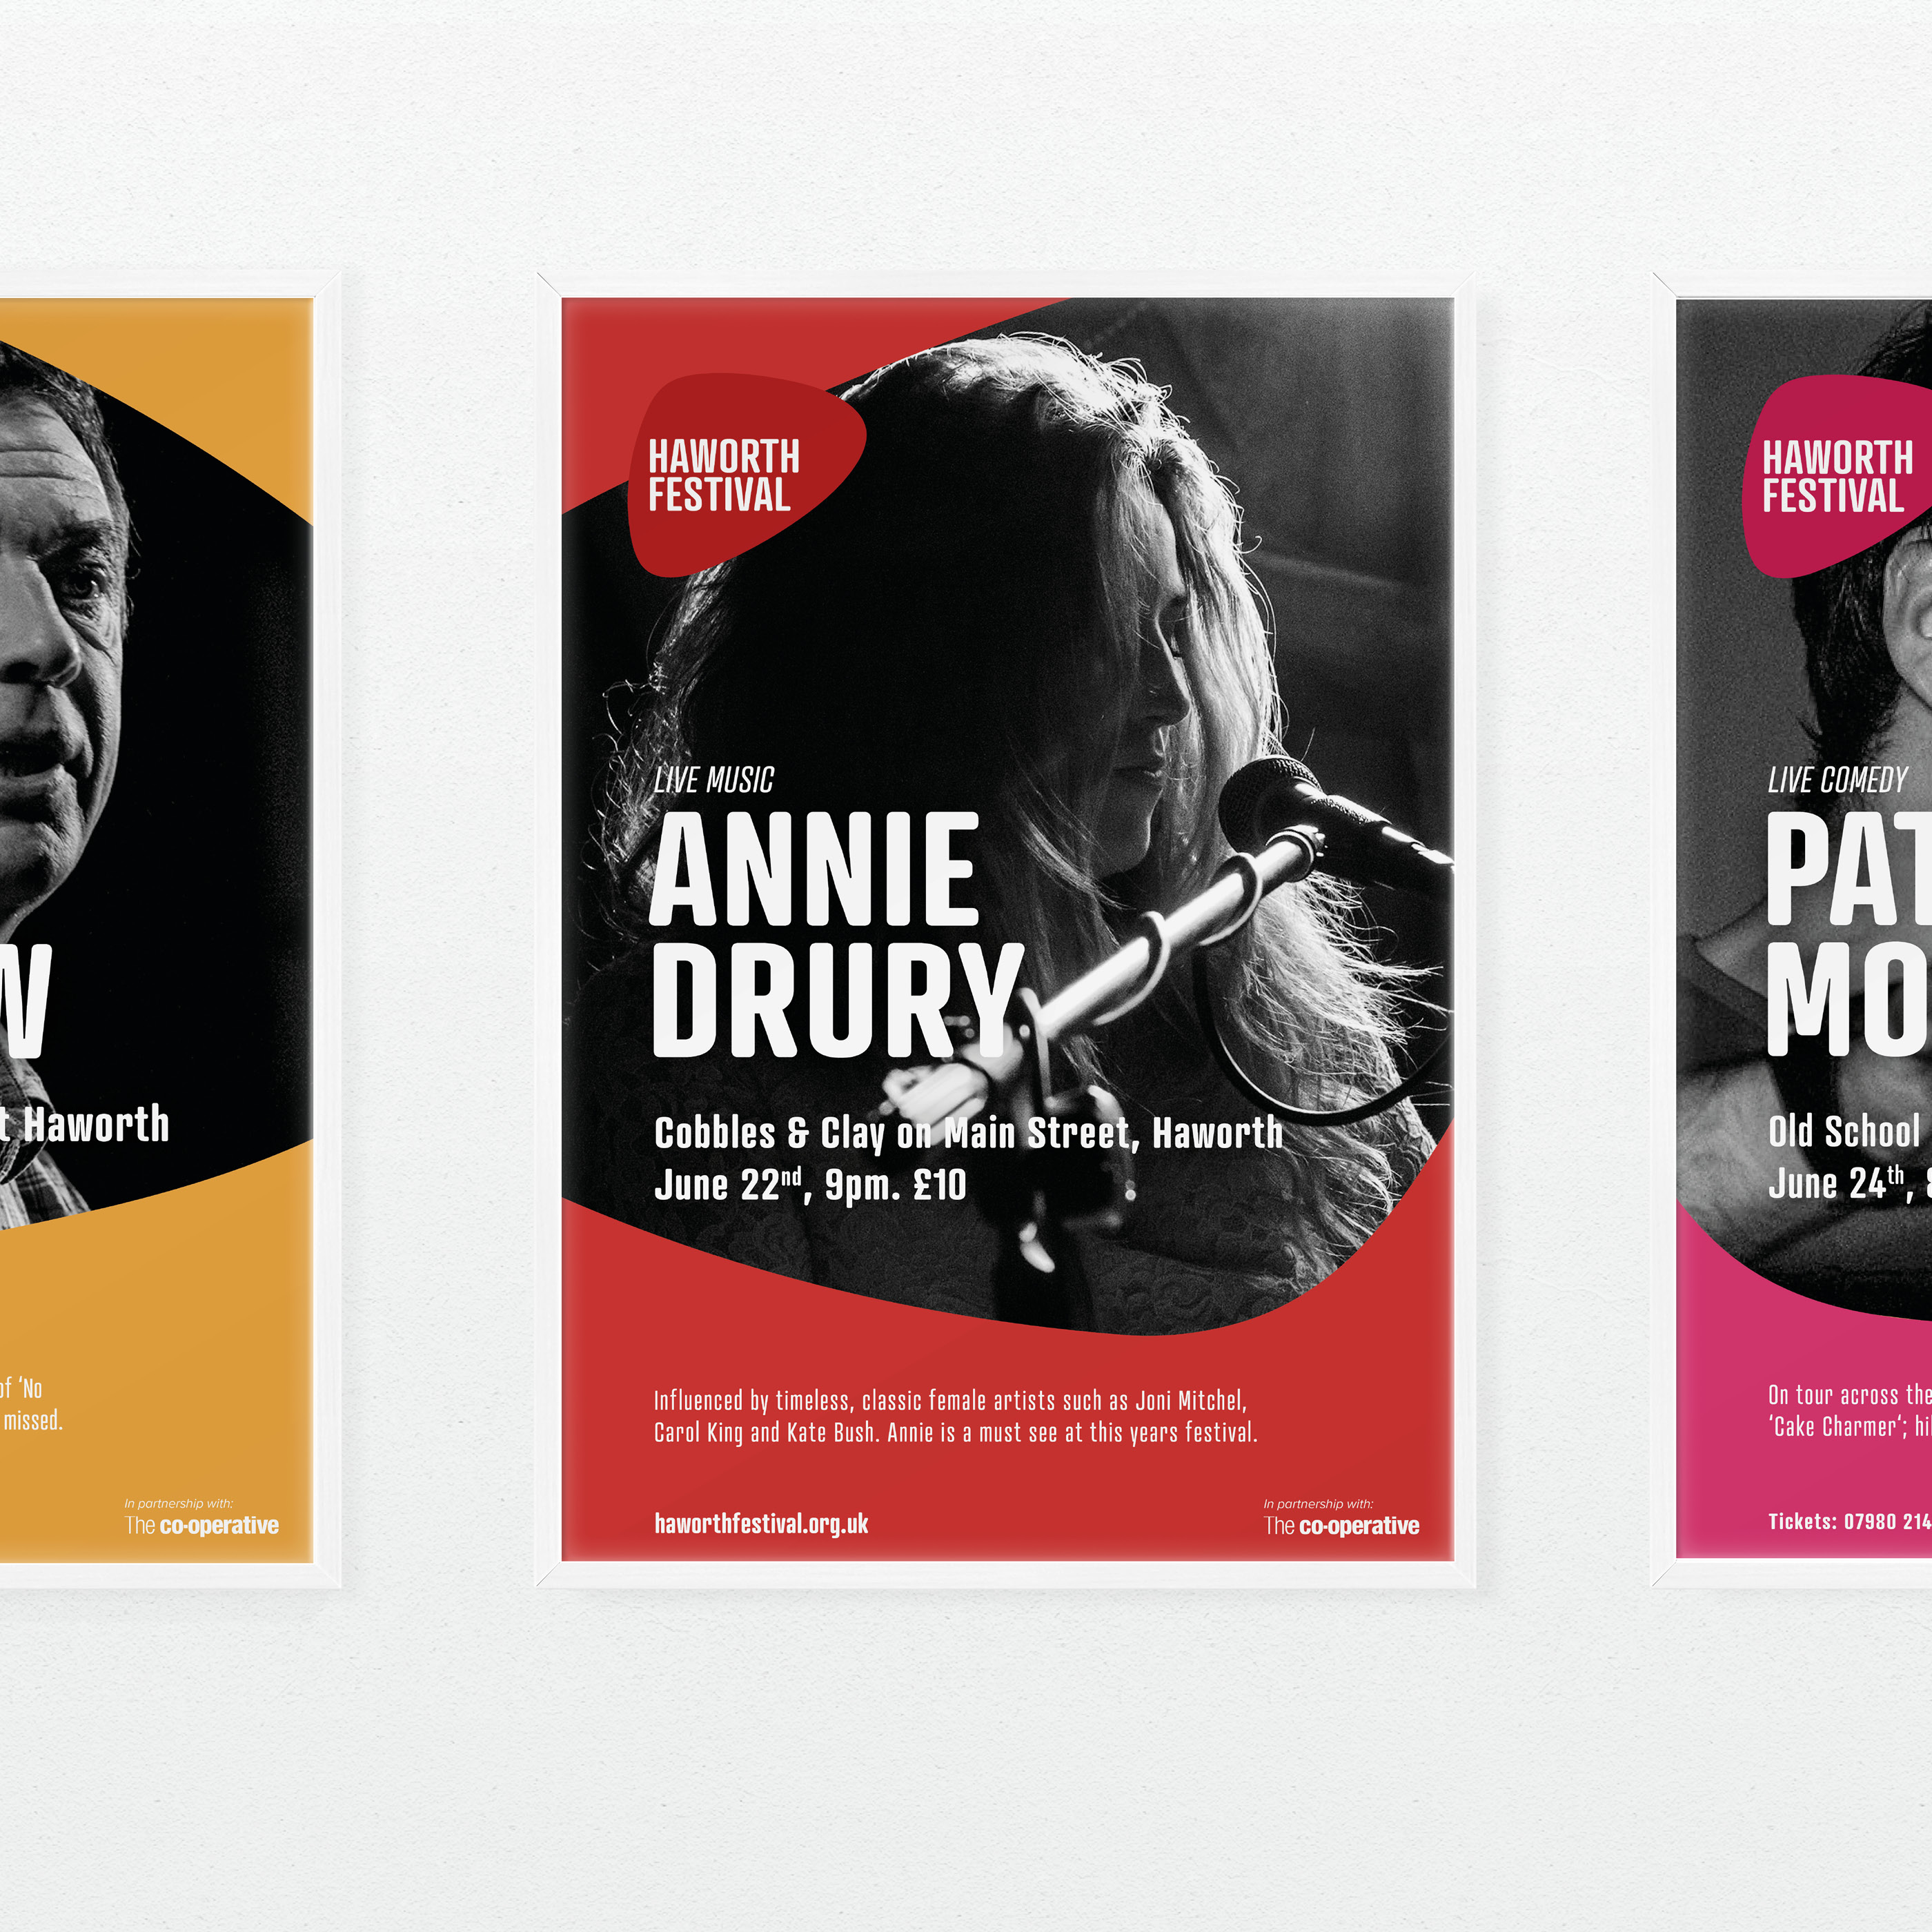 W
t Haworth
of ‘No
missed.
In partnership with:
The co-operative
HAWORTH
FESTIVAL
LIVE MUSIC
ANNIE
DRURY
Cobbles & Clay on Main Street, Haworth
June 22nd, 9pm. £10
Influenced by timeless, classic female artists such as Joni Mitchel,
Carol King and Kate Bush. Annie is a must see at this years festival.
haworthfestival.org.uk
In partnership with:
The co-operative
HAWORTH
FESTIVAL
LIVE COMEDY
PAT
MO
Old School
June 24th,
On tour across the
‘Cake Charmer‘; hil
Tickets: 07980 214